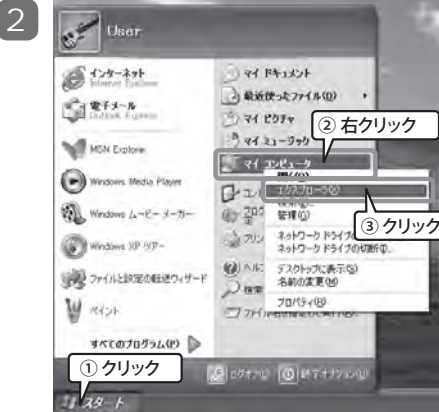 2
User
インターネット
Internet Explorer
電子メール
Outlook Express
MSN Explorer
Windows Media Player
Windows ムービー メーカー
Windows XP ツアー
ファイルと設定の転送ウィザード
ペイント
すべてのプログラム(P)
① クリック
スタート
マイ ドキュメント
最近使ったファイル(D)
マイ ピクチャ
マイ ミュージック
② 右クリック
マイ コンピュータ
エクスプローラ(X)
③ クリック
管理(G)
ネットワーク ドライブの
ネットワーク ドライブの切断(I)...
デスクトップに表示(S)
名前の変更(M)
プロパティ(R)
ログオフ(L)
終了オプション(U)